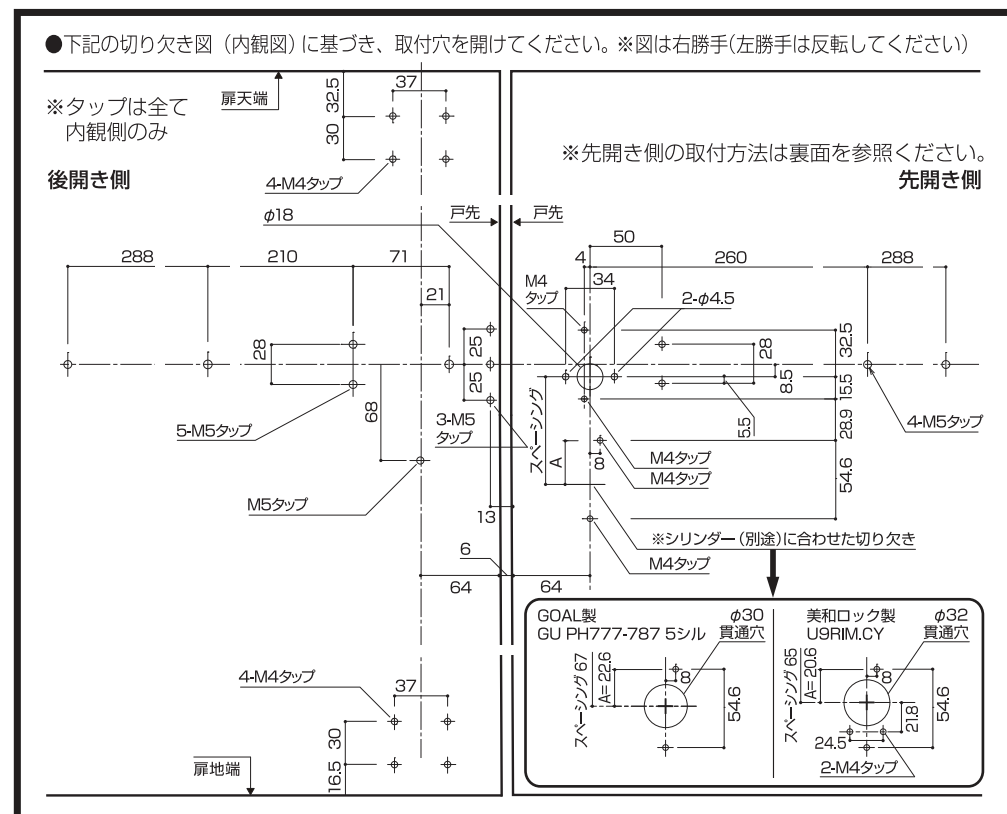 ●下記の切り欠き図（内観図）に基づき、取付穴を開けてください。※図は右勝手(左勝手は反転してください)
扉天端
32.5
37
※タップは全て
内観側のみ
30
※先開き側の取付方法は裏面を参照ください。
後開き側
先開き側
4-M4タップ
戸先
戸先
φ18
50
288
210
71
4
260
288
M4
タップ
34
21
2-φ4.5
28
25
25
28
32.5
8.5
15.5
68
5-M5タップ
3-M5
タップ
スペーシング
5.5
28.9
4-M5タップ
A
8
M4タップ
M4タップ
54.6
M5タップ
13
※シリンダー（別途）に合わせた切り欠き
6
M4タップ
64
64
GOAL製
GU PH777-787 5シル
φ30
貫通穴
スペーシング 67
A=22.6
8
54.6
美和ロック製
U9RIM.CY
φ32
貫通穴
スペーシング 65
A=20.6
8
21.8
54.6
24.5
2-M4タップ
4-M4タップ
37
30
扉地端
16.5